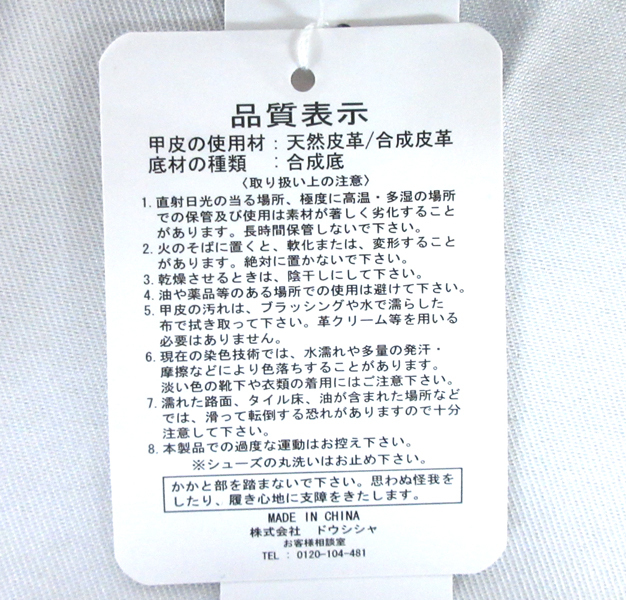 品質表示
甲皮の使用材：天然皮革/合成皮革
底材の種類　：合成底
〈取り扱い上の注意〉
1. 直射日光の当る場所、極度に高温・多湿の場所
での保管及び使用は素材が著しく劣化すること
があります。長時間保管しないで下さい。
2. 火のそばに置くと、軟化または、変形すること
があります。絶対に置かないで下さい。
3. 乾燥させるときは、陰干しにして下さい。
4. 油や薬品等のある場所での使用は避けて下さい。
5. 甲皮の汚れは、ブラッシングや水で濡らした
布で拭き取って下さい。革クリーム等を用いる
必要はありません。
6. 現在の染色技術では、水濡れや多量の発汗・
摩擦などにより色落ちすることがあります。
淡い色の靴下や衣類の着用にはご注意下さい。
7. 濡れた路面、タイル床、油が含まれた場所など
では、滑って転倒する恐れがありますので十分
注意して下さい。
8. 本製品での過度な運動はお控え下さい。
※シューズの丸洗いはお止め下さい。
かかと部を踏まないで下さい。思わぬ怪我を
したり、履き心地に支障をきたします。
MADE IN CHINA
株式会社　ドウシシャ
お客様相談室
TEL : 0120-104-481